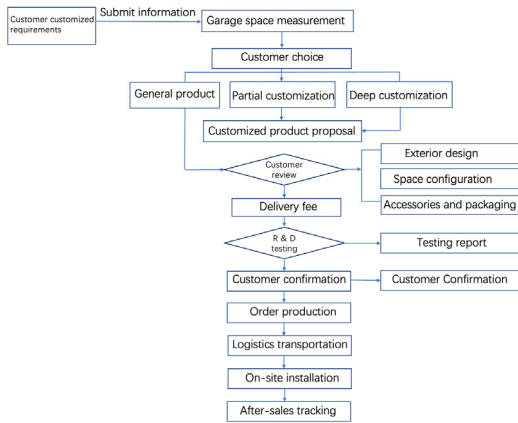 Customer customized
requirements
Submit information
Garage space measurement
Customer choice
General product
Partial customization
Deep customization
Customized product proposal
Customer
review
Exterior design
Space configuration
Accessories and packaging
Delivery fee
R & D
testing
Testing report
Customer confirmation
Customer Confirmation
Order production
Logistics transportation
On-site installation
After-sales tracking